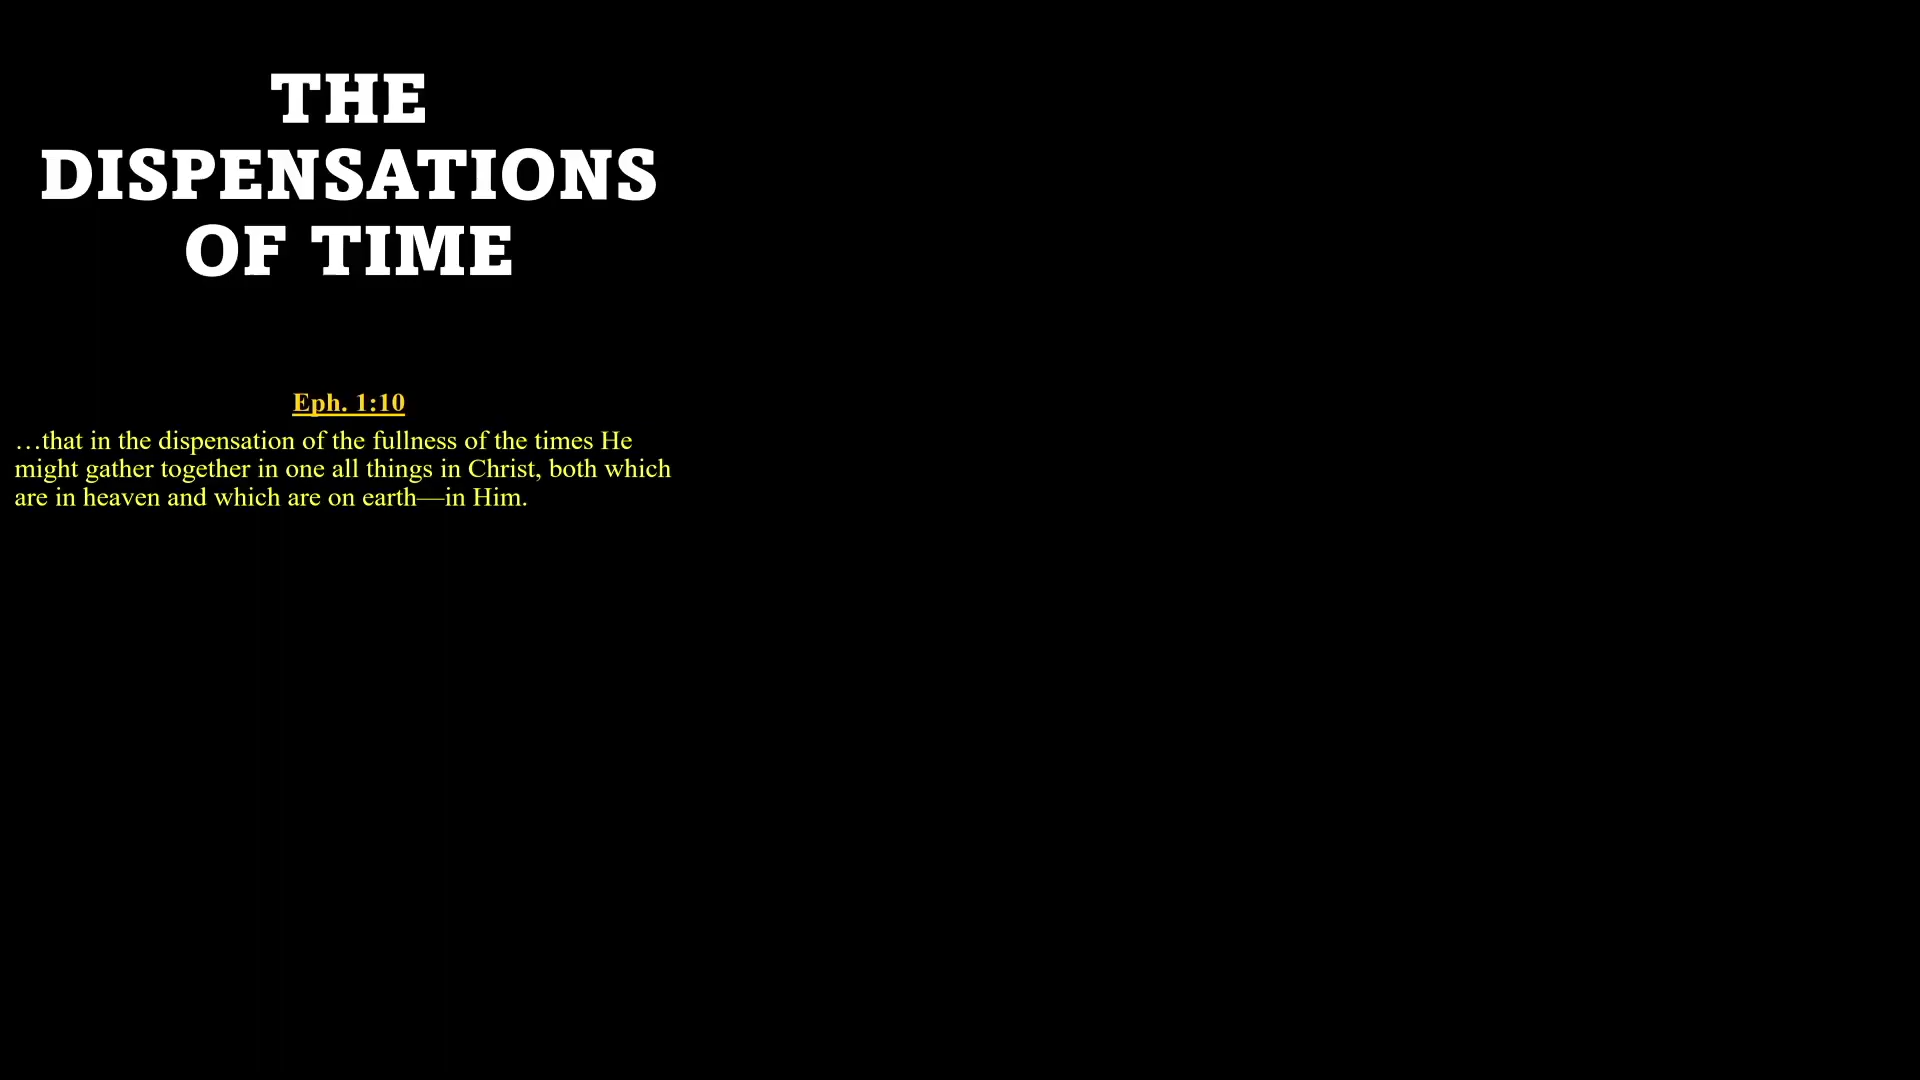 THE
DISPENSATIONS
OF TIME
Eph. 1:10
…that in the dispensation of the fullness of the times He
might gather together in one all things in Christ, both which
are in heaven and which are on earth—in Him.